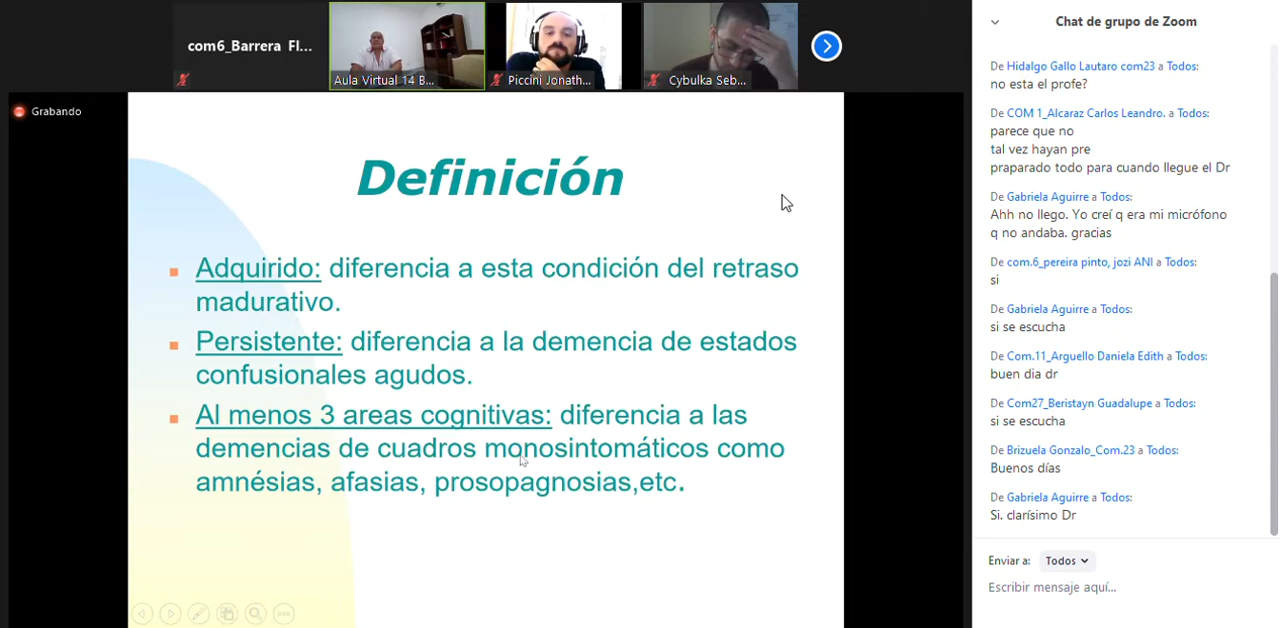 com6_Barrera Fl...
Aula Virtual 14 B...
Piccini Jonath...
Cybulka Seb...
Grabando
Definición
Adquirido: diferencia a esta condición del retraso
madurativo.
Persistente: diferencia a la demencia de estados
confusionales agudos.
Al menos 3 areas cognitivas: diferencia a las
demencias de cuadros monosintomáticos como
amnésias, afasias, prosopagnosias,etc.
Chat de grupo de Zoom
De Hidalgo Gallo Lautaro com23 a Todos:
no esta el profe?
De COM 1_Alcaraz Carlos Leandro. a Todos:
parece que no
tal vez hayan pre
praparado todo para cuando llegue el Dr
De Gabriela Aguirre a Todos:
Ahh no llego. Yo creí q era mi micrófono
q no andaba. gracias
De com.6_pereira pinto, jozi ANI a Todos:
si
De Gabriela Aguirre a Todos:
si se escucha
De Com.11_Arguello Daniela Edith a Todos:
buen dia dr
De Com27_Beristayn Guadalupe a Todos:
si se escucha
De Brizuela Gonzalo_Com.23 a Todos:
Buenos días
De Gabriela Aguirre a Todos:
Si. clarísimo Dr
Enviar a: Todos
Escribir mensaje aquí...